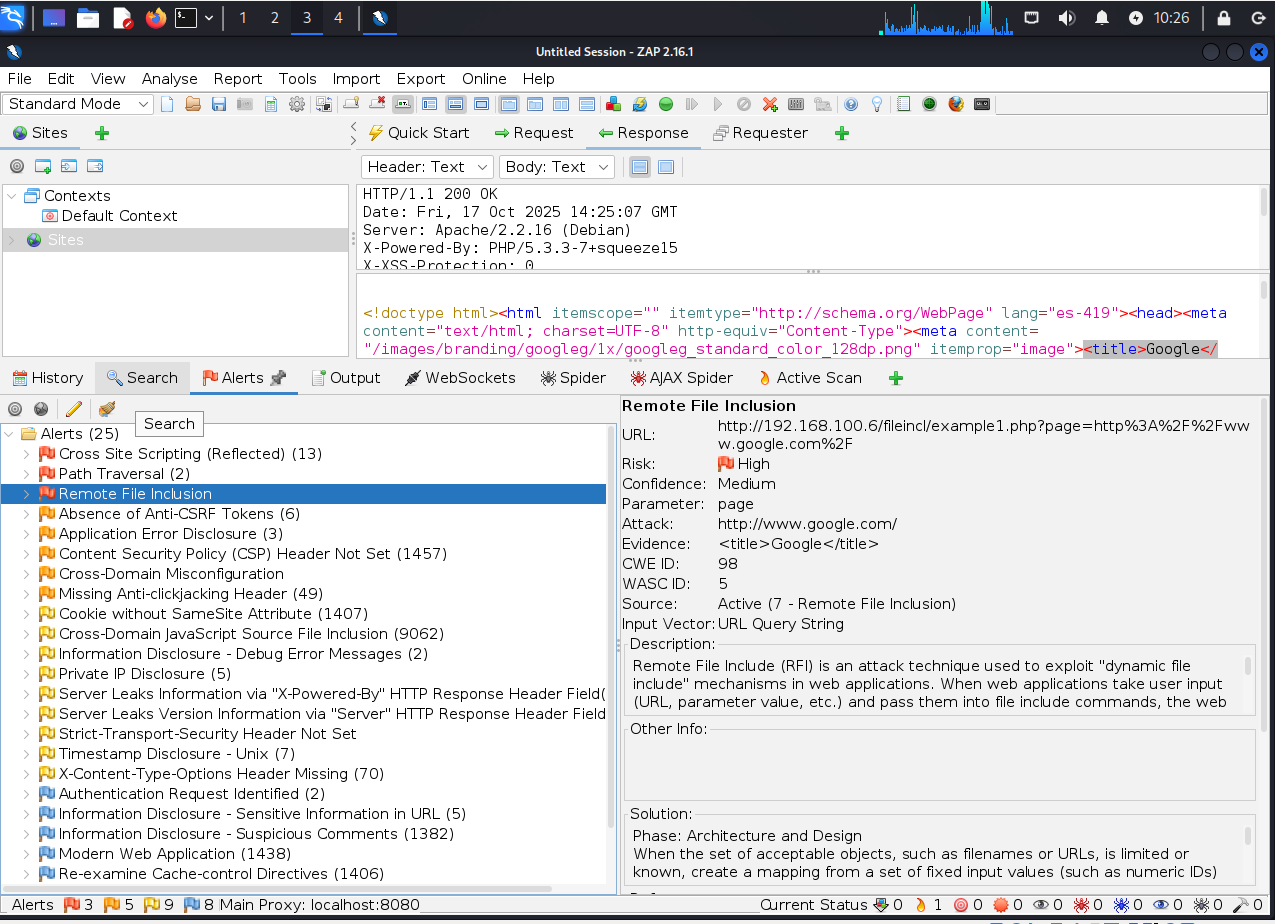 1 2 3 4 10:26
Untitled Session - ZAP 2.16.1
File Edit View Analyse Report Tools Import Export Online Help
Standard Mode
Sites
Quick Start Request Response Requester
Header: Text Body: Text
Contexts
Default Context
Sites
HTTP/1.1 200 OK
Date: Fri, 17 Oct 2025 14:25:07 GMT
Server: Apache/2.2.16 (Debian)
X-Powered-By: PHP/5.3.3-7+squeeze15
X-XSS-Protection: 0
<!doctype html><html itemscope="" itemtype="http://schema.org/WebPage" lang="es-419"><head><meta
content="text/html; charset=UTF-8" http-equiv="Content-Type"><meta content=
"/images/branding/googleg/1x/googleg_standard_color_128dp.png" itemprop="image"><title>Google</
History Search Alerts Output WebSockets Spider AJAX Spider Active Scan
Search
Alerts (25)
Cross Site Scripting (Reflected) (13)
Path Traversal (2)
Remote File Inclusion
Absence of Anti-CSRF Tokens (6)
Application Error Disclosure (3)
Content Security Policy (CSP) Header Not Set (1457)
Cross-Domain Misconfiguration
Missing Anti-clickjacking Header (49)
Cookie without SameSite Attribute (1407)
Cross-Domain JavaScript Source File Inclusion (9062)
Information Disclosure - Debug Error Messages (2)
Private IP Disclosure (5)
Server Leaks Information via "X-Powered-By" HTTP Response Header Field(
Server Leaks Version Information via "Server" HTTP Response Header Field
Strict-Transport-Security Header Not Set
Timestamp Disclosure - Unix (7)
X-Content-Type-Options Header Missing (70)
Authentication Request Identified (2)
Information Disclosure - Sensitive Information in URL (5)
Information Disclosure - Suspicious Comments (1382)
Modern Web Application (1438)
Re-examine Cache-control Directives (1406)
Remote File Inclusion
URL: http://192.168.100.6/fileincl/example1.php?page=http%3A%2F%2Fww
w.google.com%2F
Risk: High
Confidence: Medium
Parameter: page
Attack: http://www.google.com/
Evidence: <title>Google</title>
CWE ID: 98
WASC ID: 5
Source: Active (7 - Remote File Inclusion)
Input Vector: URL Query String
Description:
Remote File Include (RFI) is an attack technique used to exploit "dynamic file
include" mechanisms in web applications. When web applications take user input
(URL, parameter value, etc.) and pass them into file include commands, the web
Other Info:
Solution:
Phase: Architecture and Design
When the set of acceptable objects, such as filenames or URLs, is limited or
known, create a mapping from a set of fixed input values (such as numeric IDs)
Alerts 3 5 9 8 Main Proxy: localhost:8080 Current Status 0 1 0 0 0 0 0 0 0 0